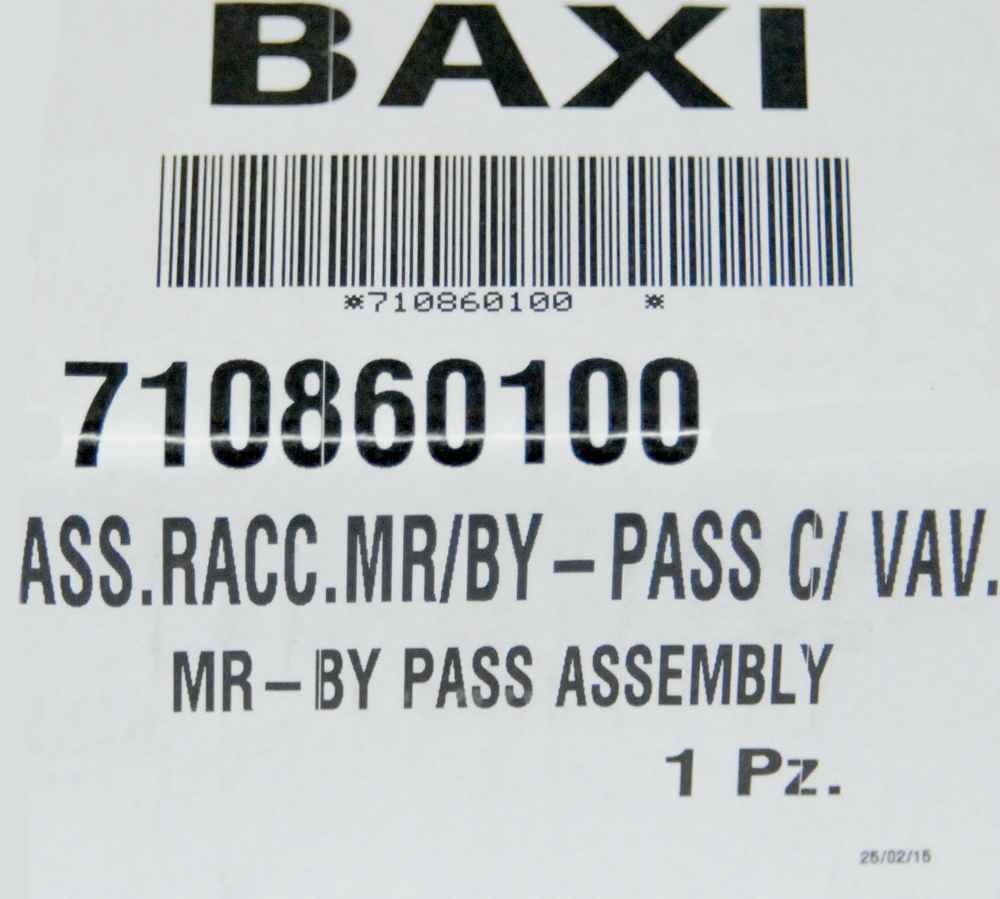 BAXI
*710860100 *
710860100
ASS.RACC.MR/BY-PASS C/ VAV.
MR-BY PASS ASSEMBLY
1 Pz.
25/02/15